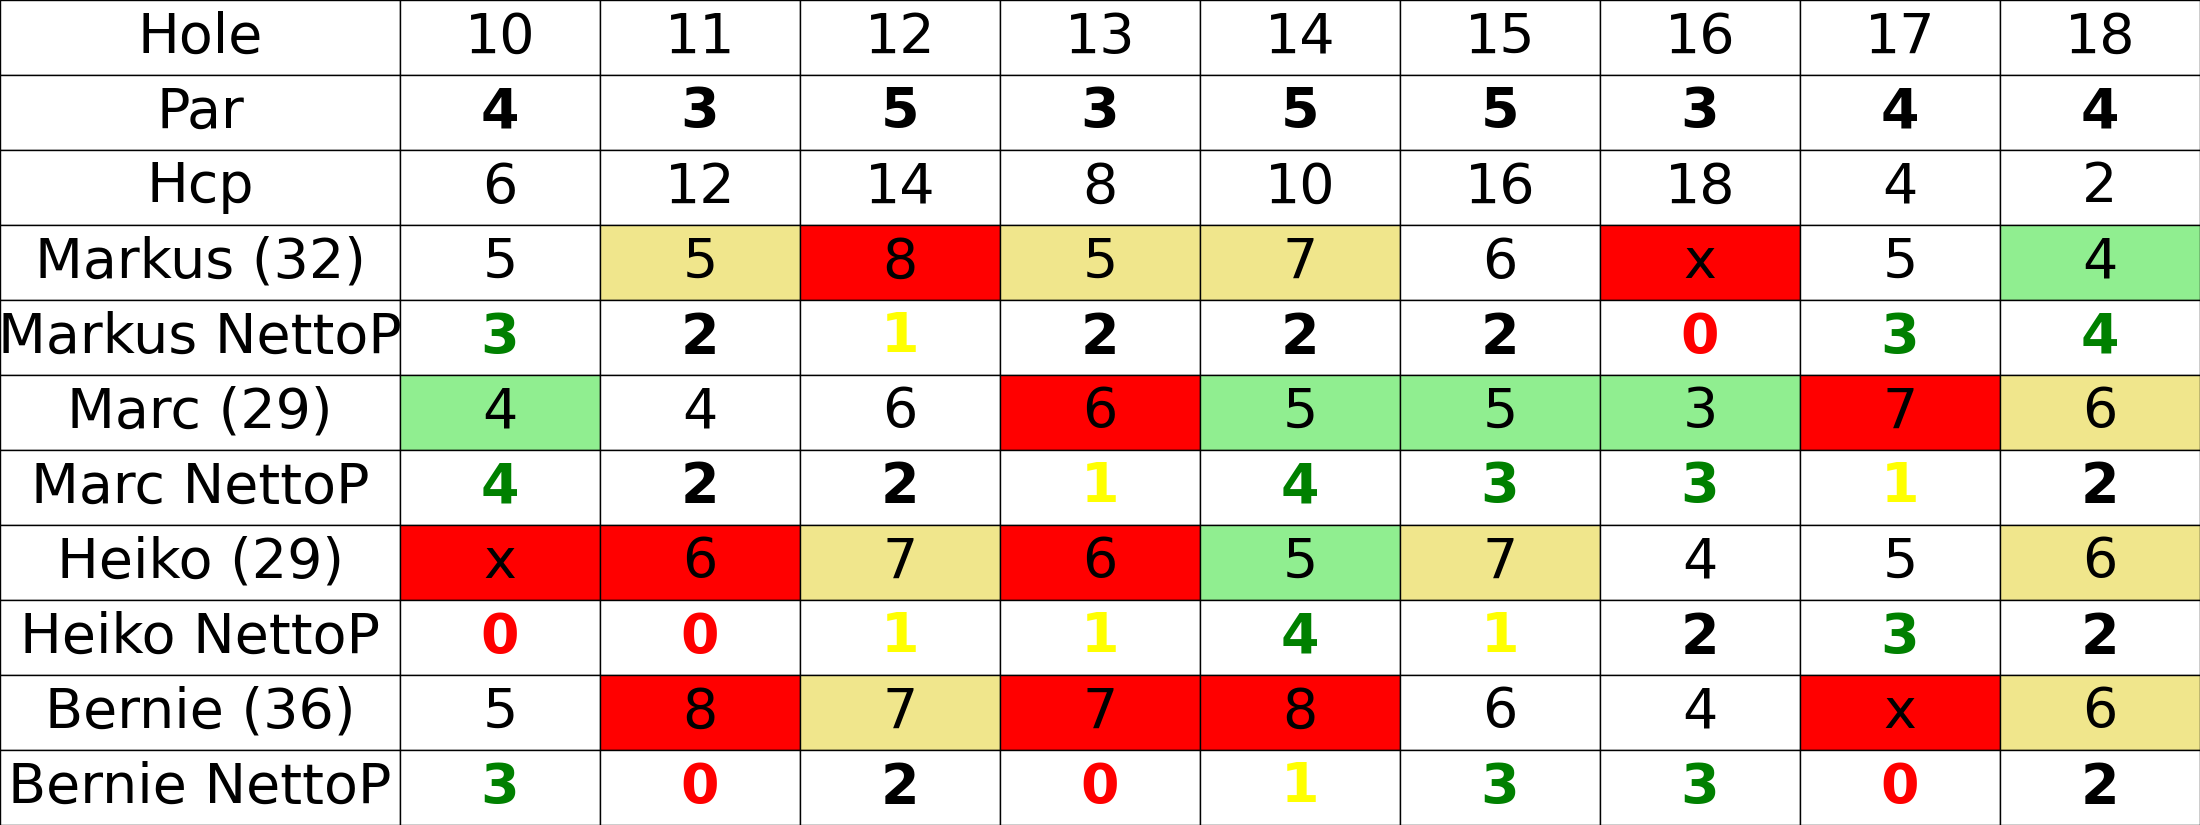 Hole 10 11 12 13 14 15 16 17 18
Par 4 3 5 3 5 5 3 4 4
Hcp 6 12 14 8 10 16 18 4 2
Markus (32) 5 5 8 5 7 6 x 5 4
Markus NettoP 3 2 1 2 2 2 0 3 4
Marc (29) 4 4 6 6 5 5 3 7 6
Marc NettoP 4 2 2 1 4 3 3 1 2
Heiko (29) x 6 7 6 5 7 4 5 6
Heiko NettoP 0 0 1 1 4 1 2 3 2
Bernie (36) 5 8 7 7 8 6 4 x 6
Bernie NettoP 3 0 2 0 1 3 3 0 2